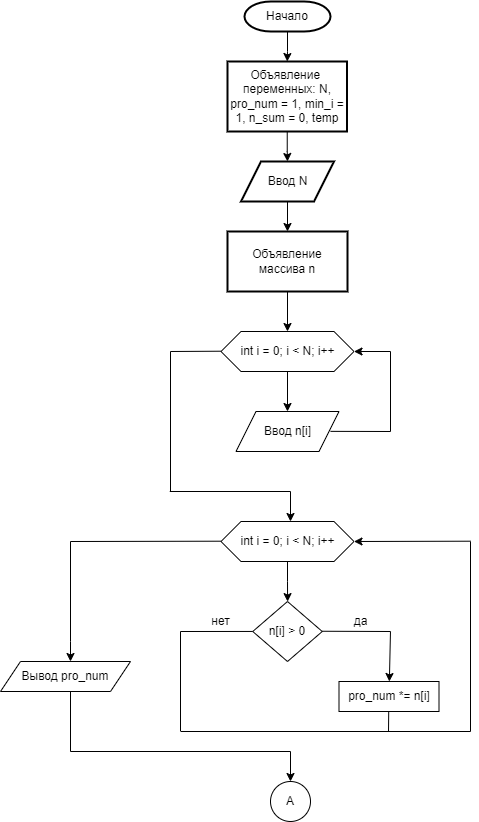 Начало
Объявление
переменных: N,
pro_num = 1, min_i =
1, n_sum = 0, temp
Ввод N
Объявление
массива n
int i = 0; i < N; i++
Ввод n[i]
int i = 0; i < N; i++
нет
n[i] > 0
да
Вывод pro_num
pro_num *= n[i]
A